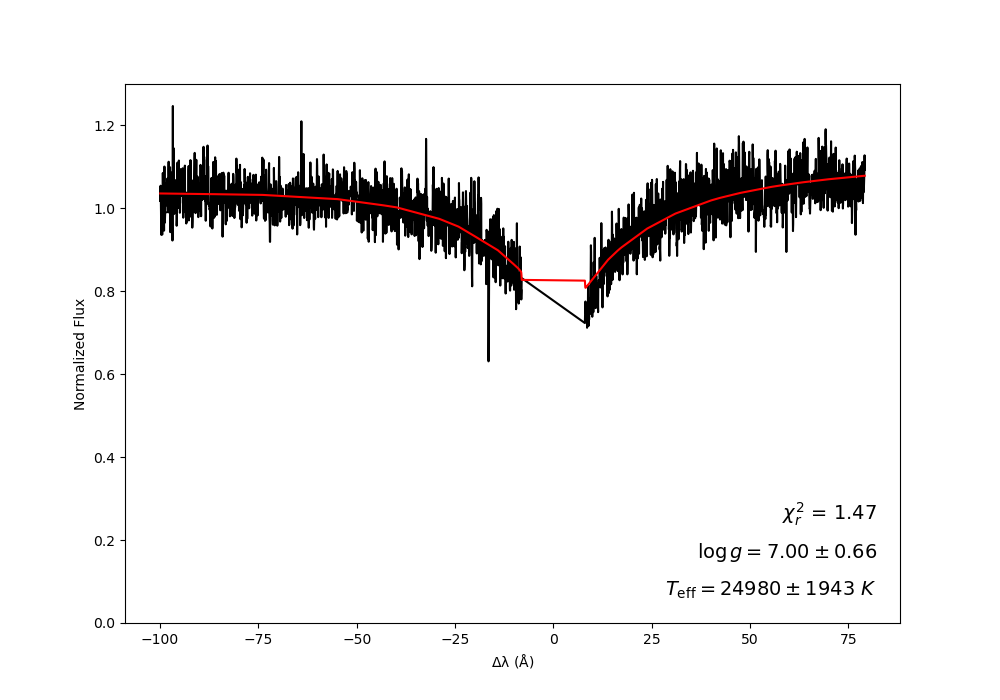 1.2
1.0
0.8
0.6
0.4
0.2
0.0
Normalized Flux
χ²ᵣ = 1.47
log g = 7.00 ± 0.66
T_eff = 24980 ± 1943 K
−100 −75 −50 −25 0 25 50 75
Δλ (Å)